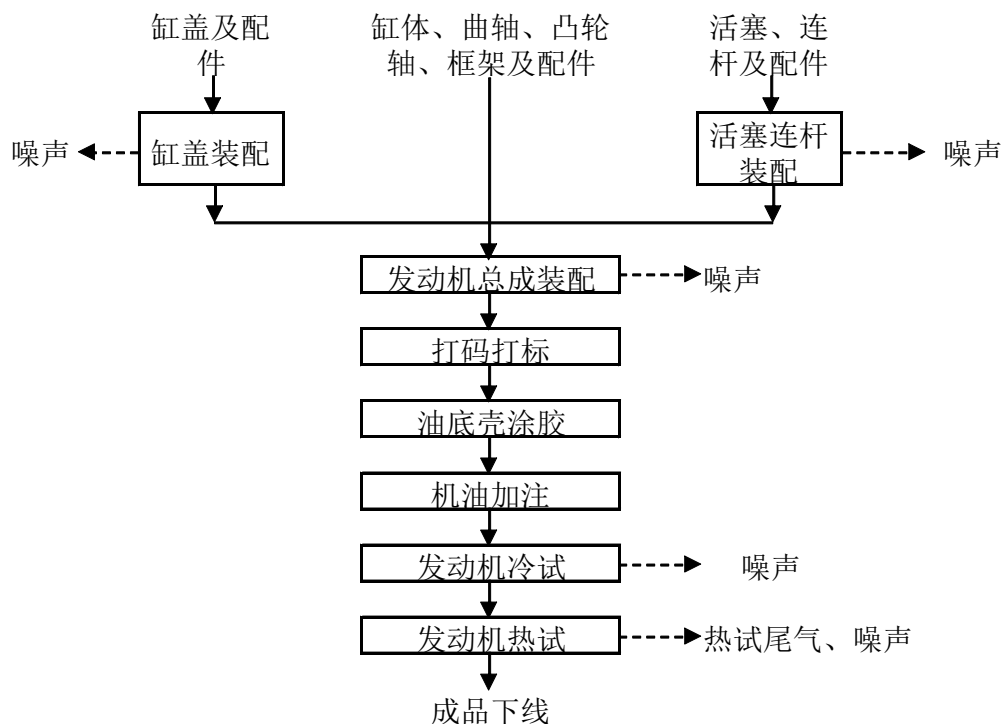 缸盖及配
件
缸体、曲轴、凸轮
轴、框架及配件
活塞、连
杆及配件
噪声
缸盖装配
活塞连杆
装配
噪声
发动机总成装配
噪声
打码打标
油底壳涂胶
机油加注
发动机冷试
噪声
发动机热试
热试尾气、噪声
成品下线